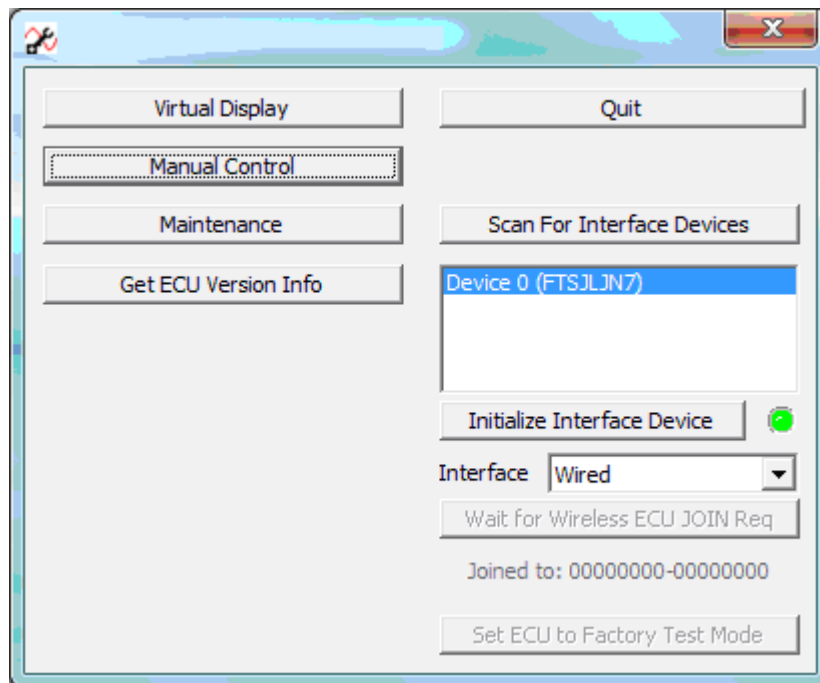 Virtual Display
Quit
Manual Control
Maintenance
Scan For Interface Devices
Get ECU Version Info
Device 0 (FTSJLJN7)
Initialize Interface Device
Interface
Wired
Wait for Wireless ECU JOIN Req
Joined to: 00000000-00000000
Set ECU to Factory Test Mode